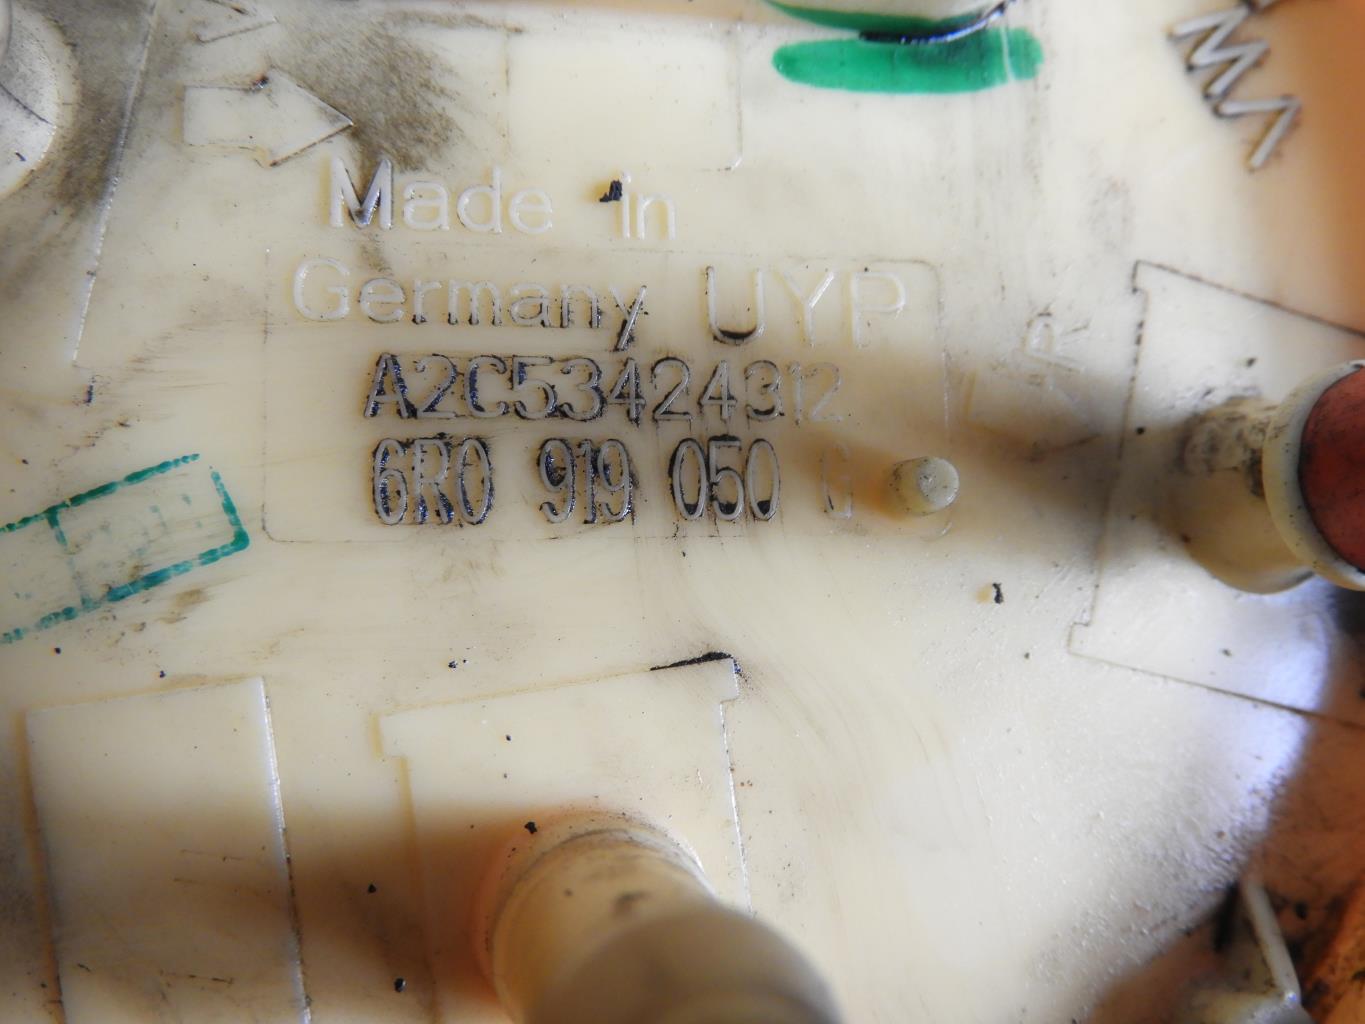 Made in
Germany UYP
A2C53424312
6R0 919 050 G
R